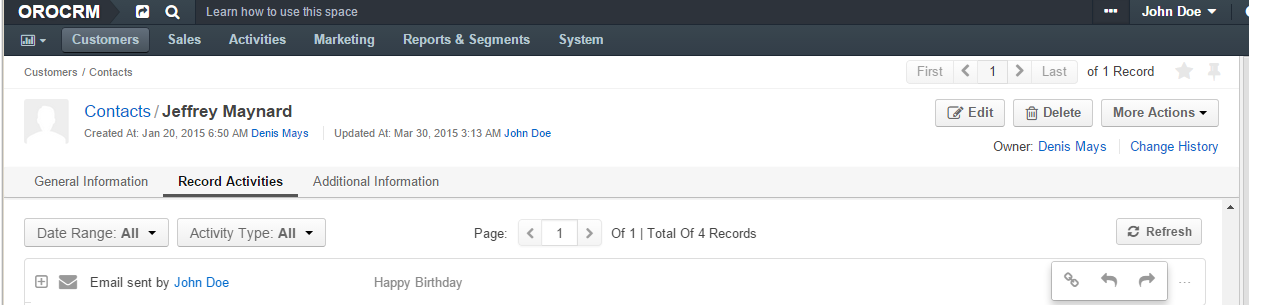 OROCRM Learn how to use this space ... John Doe
Customers Sales Activities Marketing Reports & Segments System
Customers / Contacts First 1 Last of 1 Record
Contacts / Jeffrey Maynard Edit Delete More Actions
Created At: Jan 20, 2015 6:50 AM Denis Mays Updated At: Mar 30, 2015 3:13 AM John Doe
Owner: Denis Mays Change History
General Information Record Activities Additional Information
Date Range: All Activity Type: All Page: 1 Of 1 | Total Of 4 Records Refresh
Email sent by John Doe Happy Birthday ...